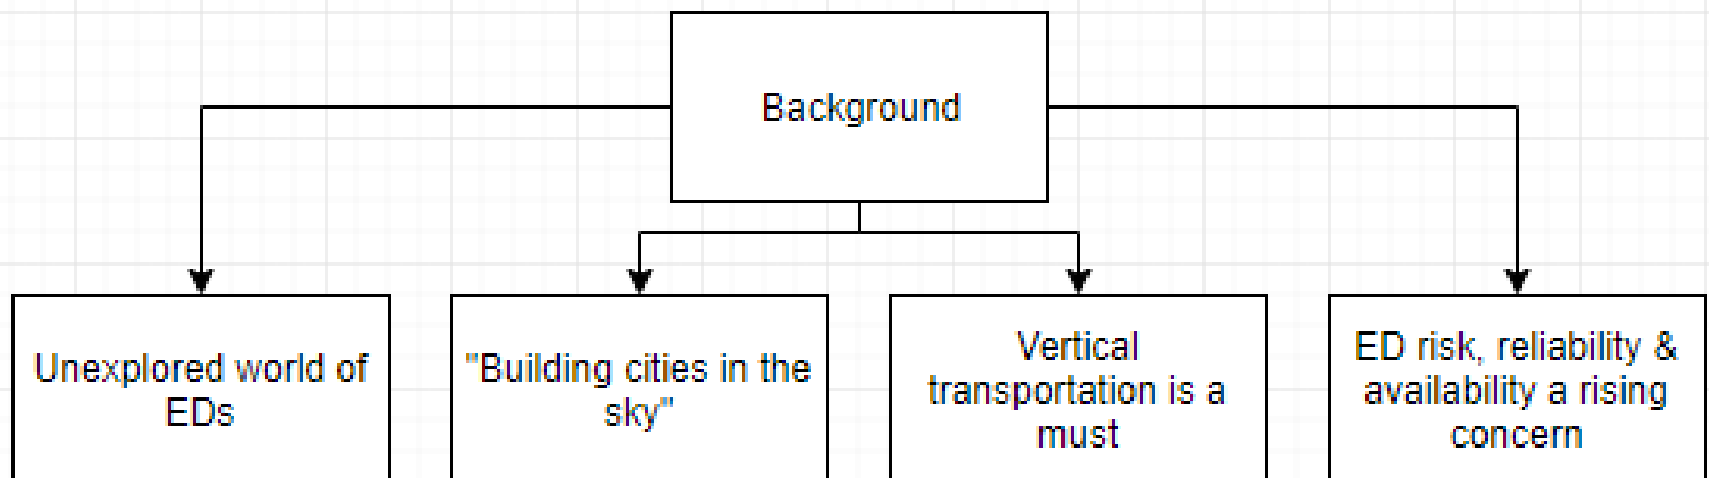 Background
Unexplored world of
EDs
"Building cities in the
sky"
Vertical
transportation is a
must
ED risk, reliability &
availability a rising
concern